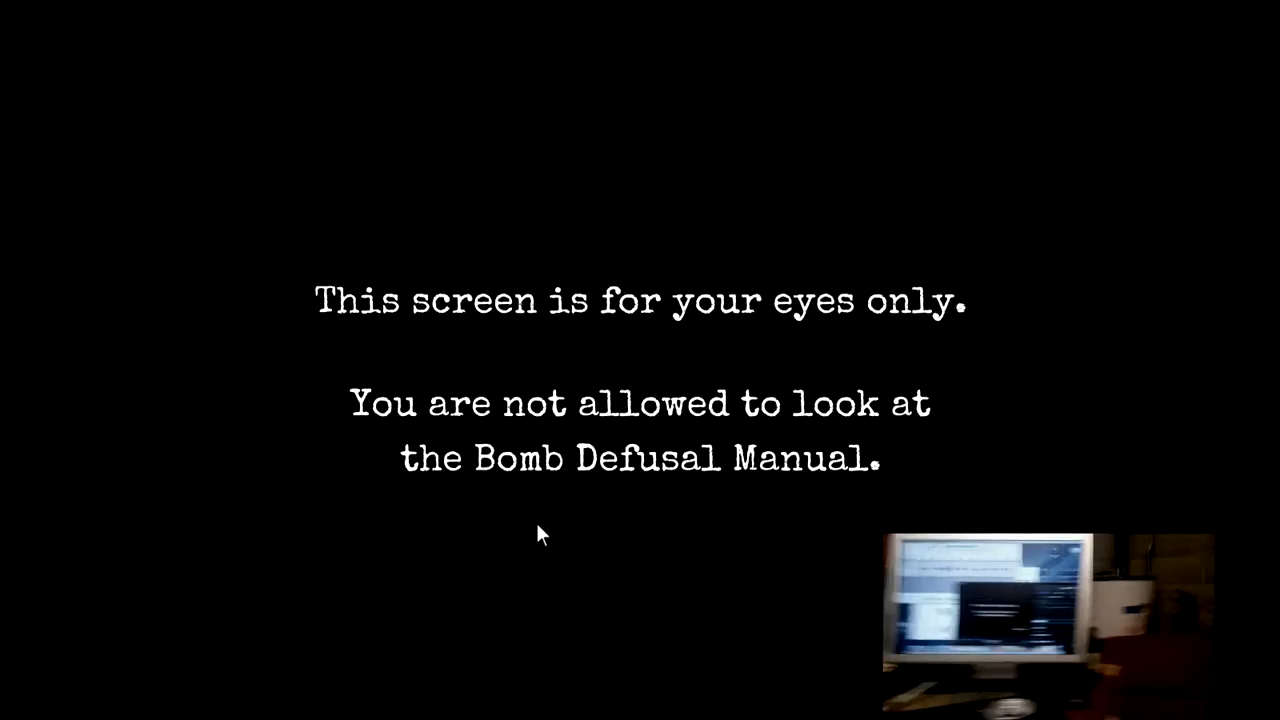 This screen is for your eyes only.
You are not allowed to look at
the Bomb Defusal Manual.